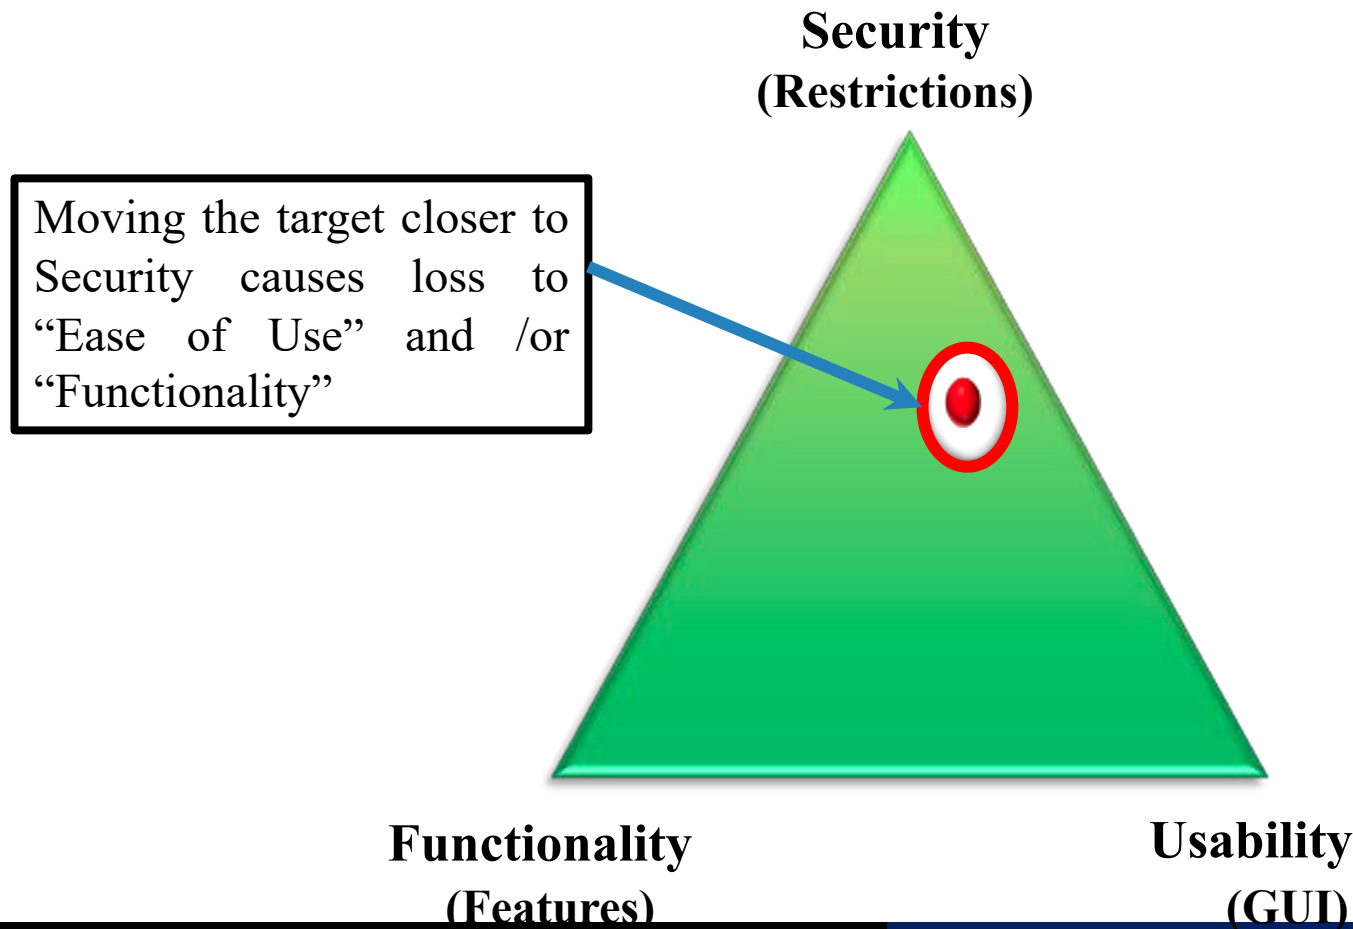 Security
(Restrictions)
Moving the target closer to
Security causes loss to
“Ease of Use” and /or
“Functionality”
Functionality
(Features)
Usability
(GUI)